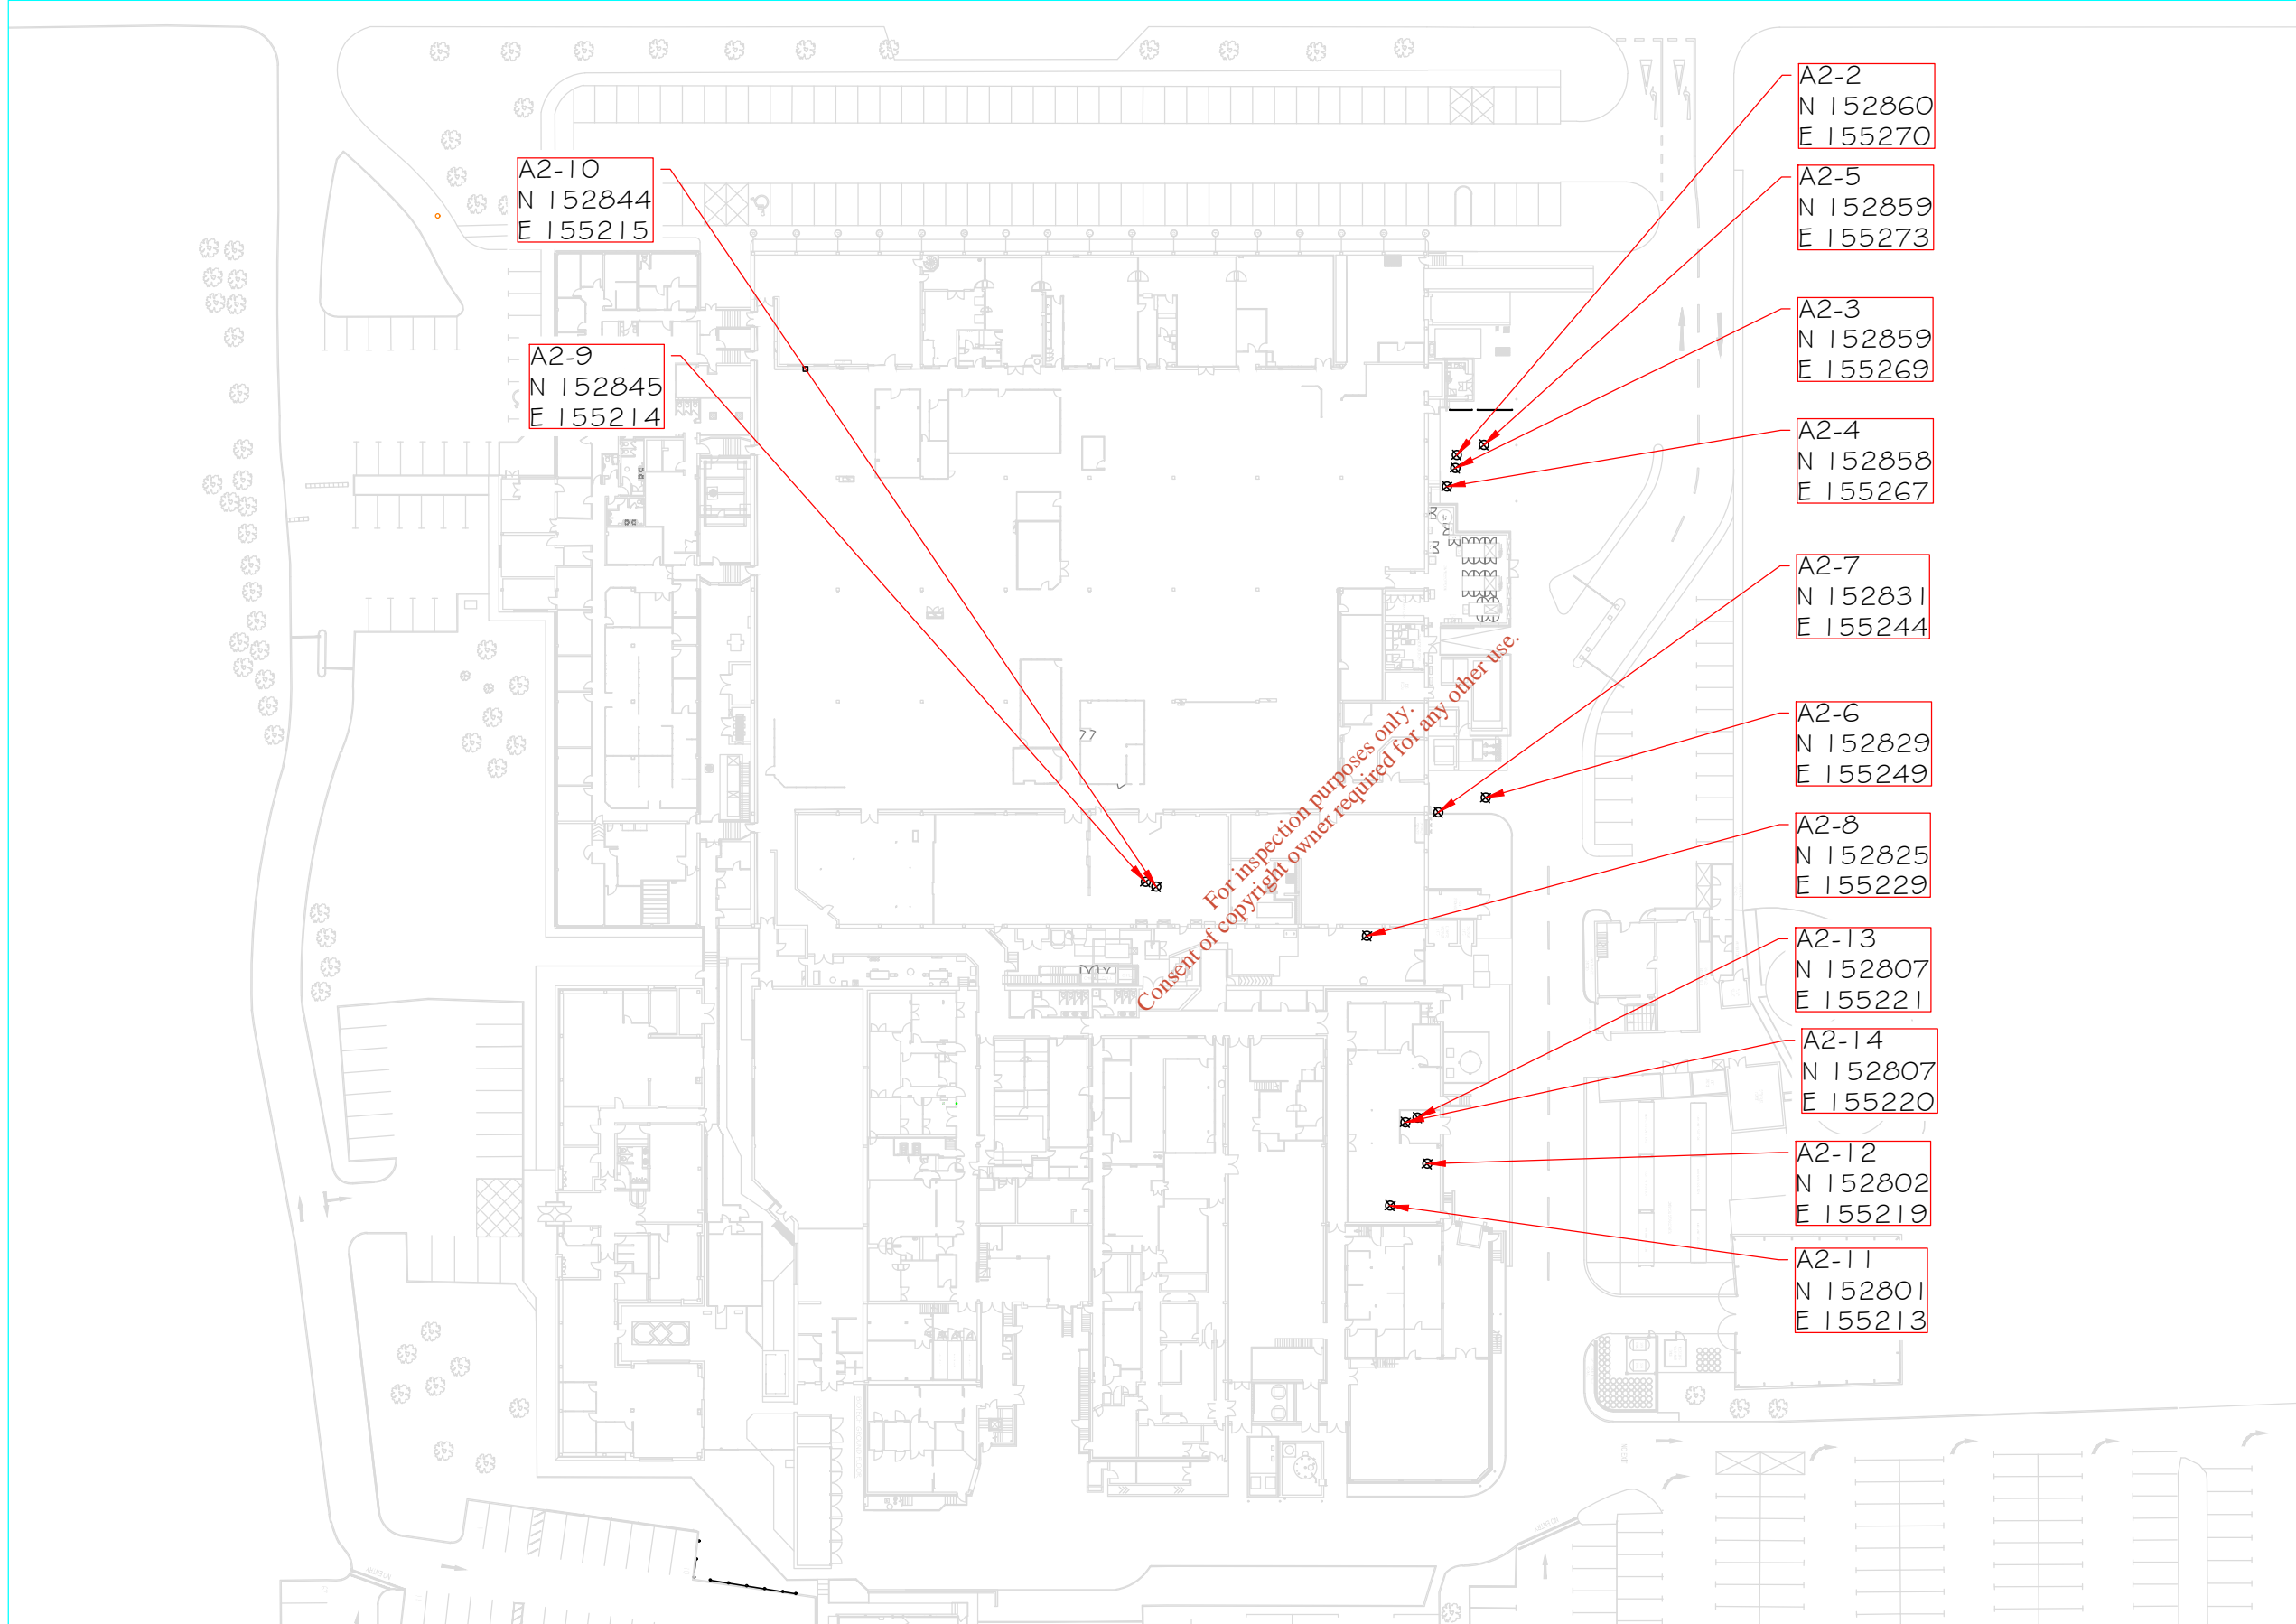 A2-2
N 152860
E 155270
A2-5
N 152859
E 155273
A2-10
N 152844
E 155215
A2-3
N 152859
E 155269
A2-9
N 152845
E 155214
A2-4
N 152858
E 155267
A2-7
N 152831
E 155244
A2-6
N 152829
E 155249
A2-8
N 152825
E 155229
A2-13
N 152807
E 155221
A2-14
N 152807
E 155220
A2-12
N 152802
E 155219
A2-11
N 152801
E 155213
For inspection purposes only.
Consent of copyright owner required for any other use.